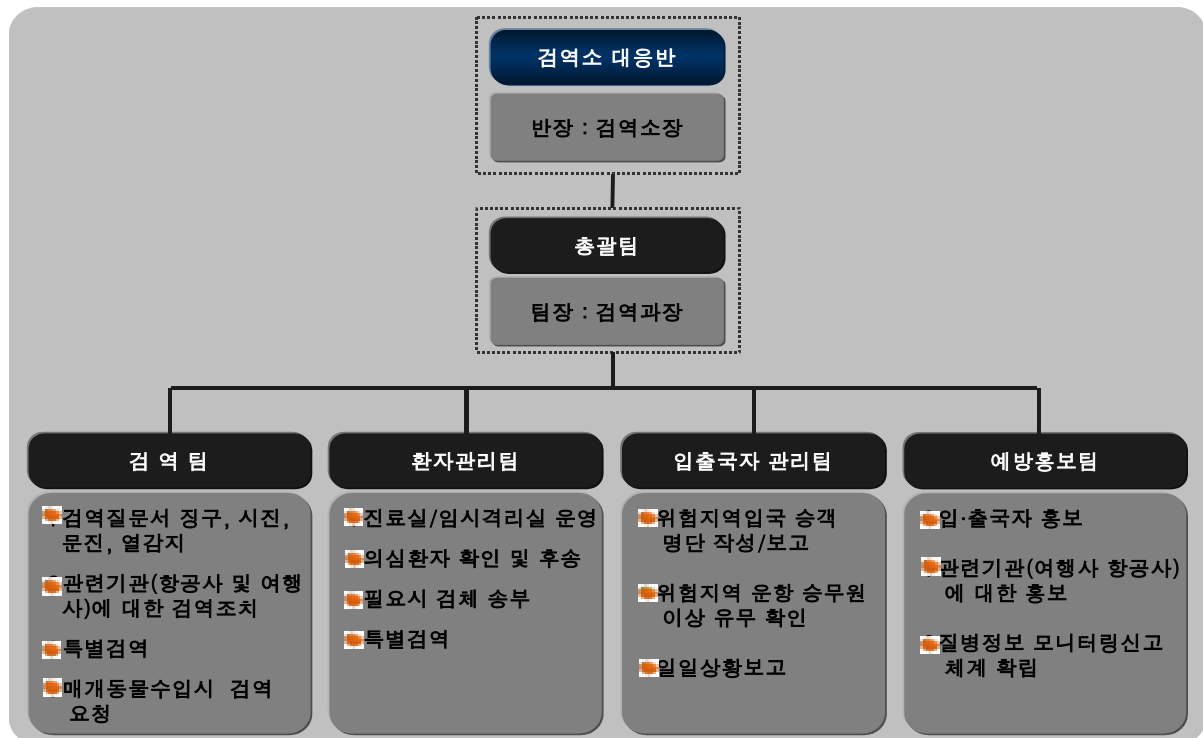 검역소 대응반
반장 : 검역소장
총괄팀
팀장 : 검역과장
검 역 팀
검역질문서 징구, 시진,
문진, 열감지
관련기관(항공사 및 여행
사)에 대한 검역조치
특별검역
매개동물수입시 검역
요청
환자관리팀
진료실/임시격리실 운영
의심환자 확인 및 후송
필요시 검체 송부
특별검역
입출국자 관리팀
위험지역입국 승객
명단 작성/보고
위험지역 운항 승무원
이상 유무 확인
일일상황보고
예방홍보팀
입·출국자 홍보
관련기관(여행사 항공사)
에 대한 홍보
질병정보 모니터링신고
체계 확립